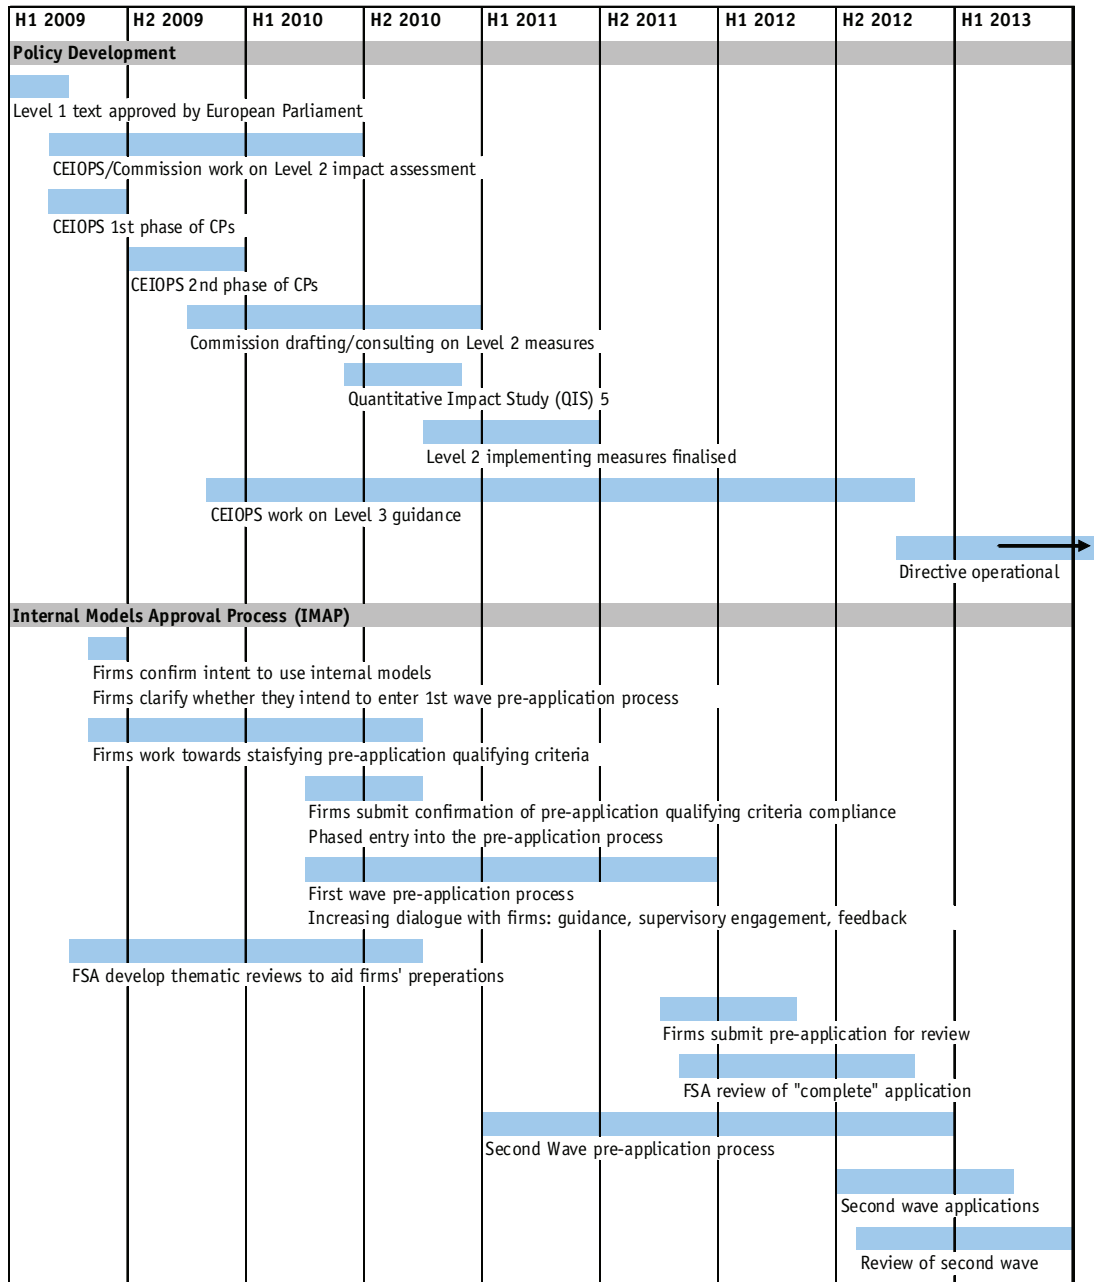 H1 2009 H2 2009 H1 2010 H2 2010 H1 2011 H2 2011 H1 2012 H2 2012 H1 2013
Policy Development
Level 1 text approved by European Parliament
CEIOPS/Commission work on Level 2 impact assessment
CEIOPS 1st phase of CPs
CEIOPS 2nd phase of CPs
Commission drafting/consulting on Level 2 measures
Quantitative Impact Study (QIS) 5
Level 2 implementing measures finalised
CEIOPS work on Level 3 guidance
Directive operational
Internal Models Approval Process (IMAP)
Firms confirm intent to use internal models
Firms clarify whether they intend to enter 1st wave pre-application process
Firms work towards staisfying pre-application qualifying criteria
Firms submit confirmation of pre-application qualifying criteria compliance
Phased entry into the pre-application process
First wave pre-application process
Increasing dialogue with firms: guidance, supervisory engagement, feedback
FSA develop thematic reviews to aid firms' preperations
Firms submit pre-application for review
FSA review of "complete" application
Second Wave pre-application process
Second wave applications
Review of second wave